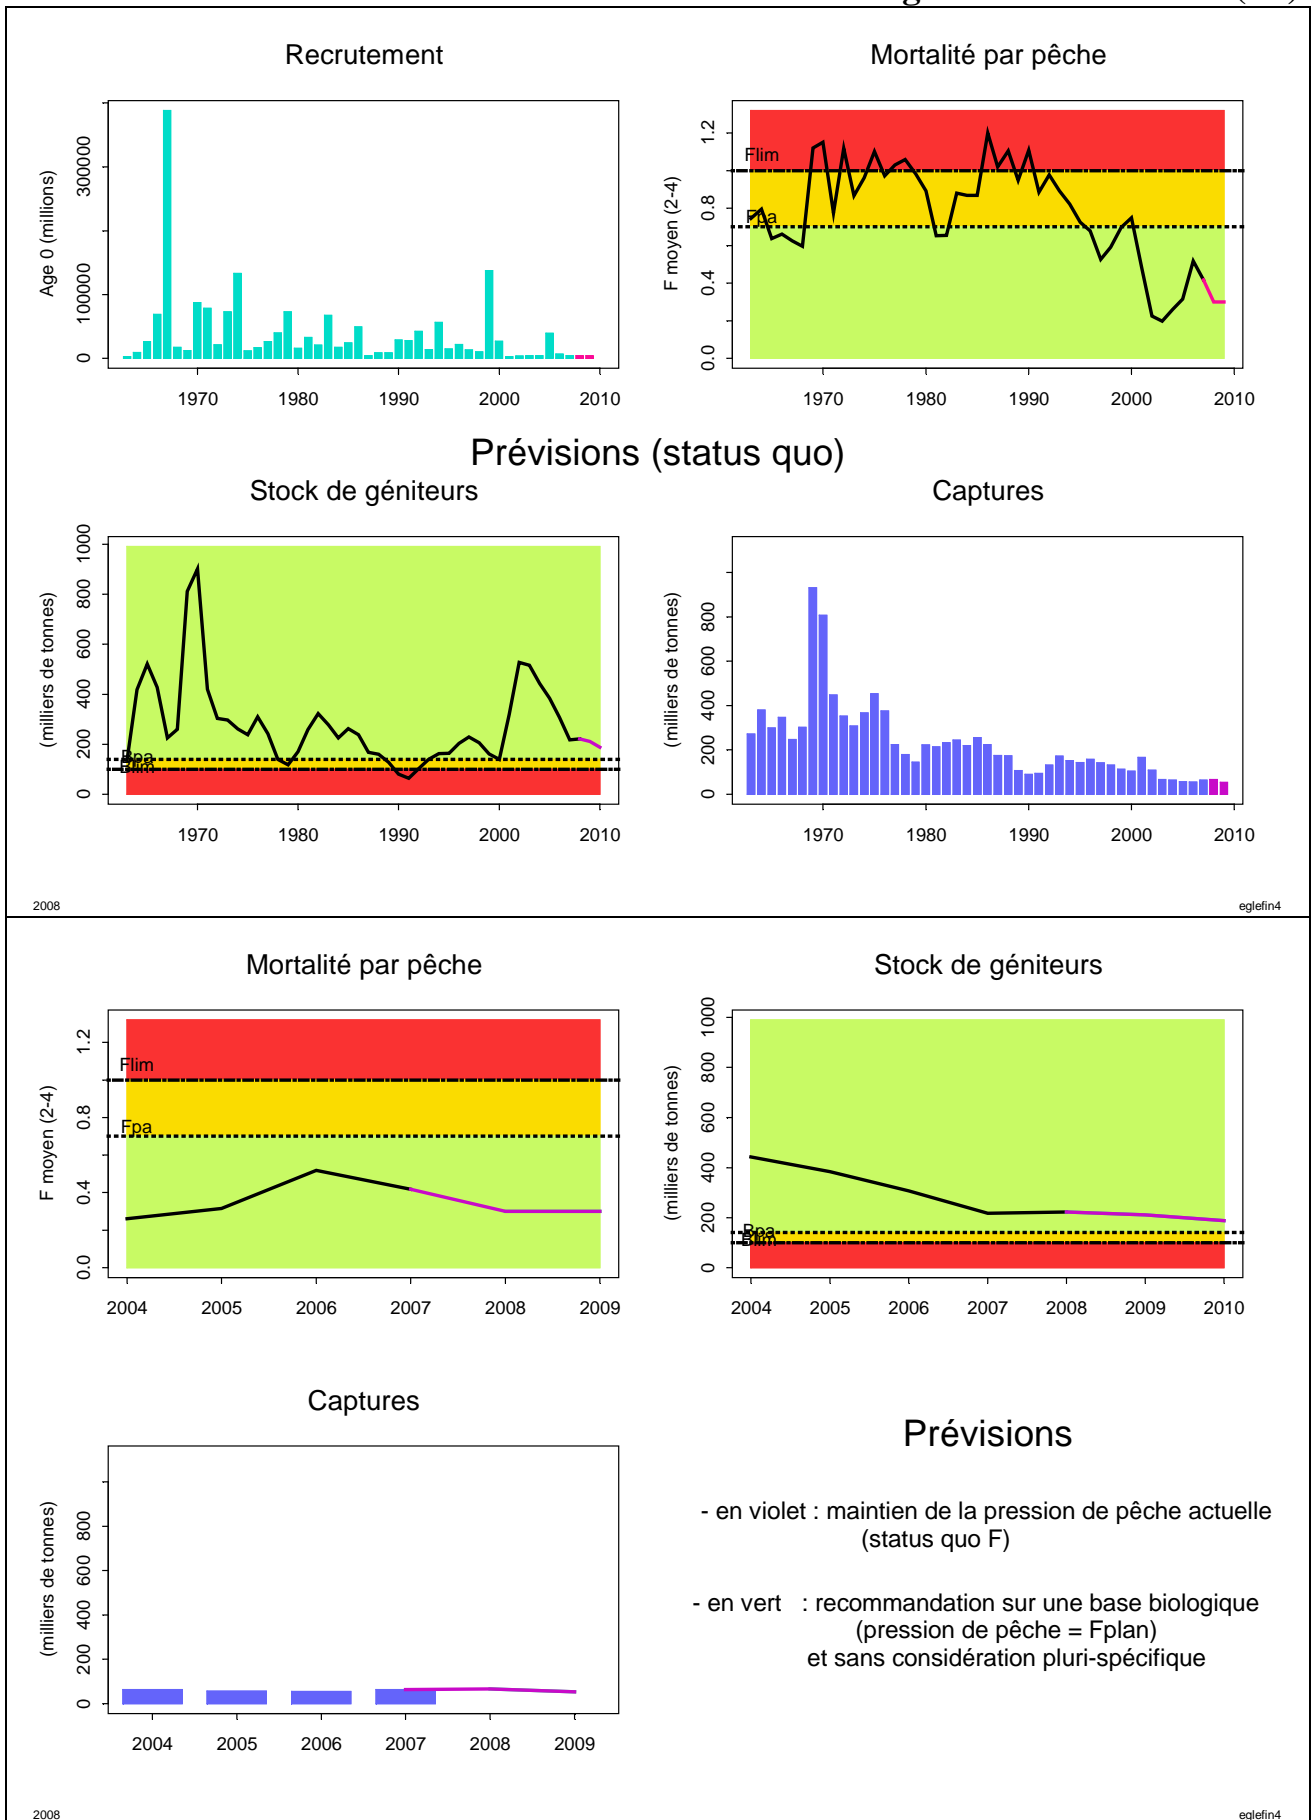 Recrutement
Age 0 (millions)
0
100000
300000
1970
1980
1990
2000
2010
Mortalité par pêche
F moyen (2-4)
0.0
0.4
0.8
1.2
Flim
Fpa
1970
1980
1990
2000
2010
Prévisions (status quo)
Stock de géniteurs
(milliers de tonnes)
0
200
400
600
800
1000
Bpa
Blim
1970
1980
1990
2000
2010
Captures
(milliers de tonnes)
0
200
400
600
800
1970
1980
1990
2000
2010
2008
eglefin4
Mortalité par pêche
F moyen (2-4)
0.0
0.4
0.8
1.2
Flim
Fpa
2004
2005
2006
2007
2008
2009
Stock de géniteurs
(milliers de tonnes)
0
200
400
600
800
1000
Bpa
Blim
2004
2005
2006
2007
2008
2009
2010
Captures
(milliers de tonnes)
0
200
400
600
800
2004
2005
2006
2007
2008
2009
Prévisions
- en violet : maintien de la pression de pêche actuelle
(status quo F)
- en vert : recommandation sur une base biologique
(pression de pêche = Fplan)
et sans considération pluri-spécifique
2008
eglefin4